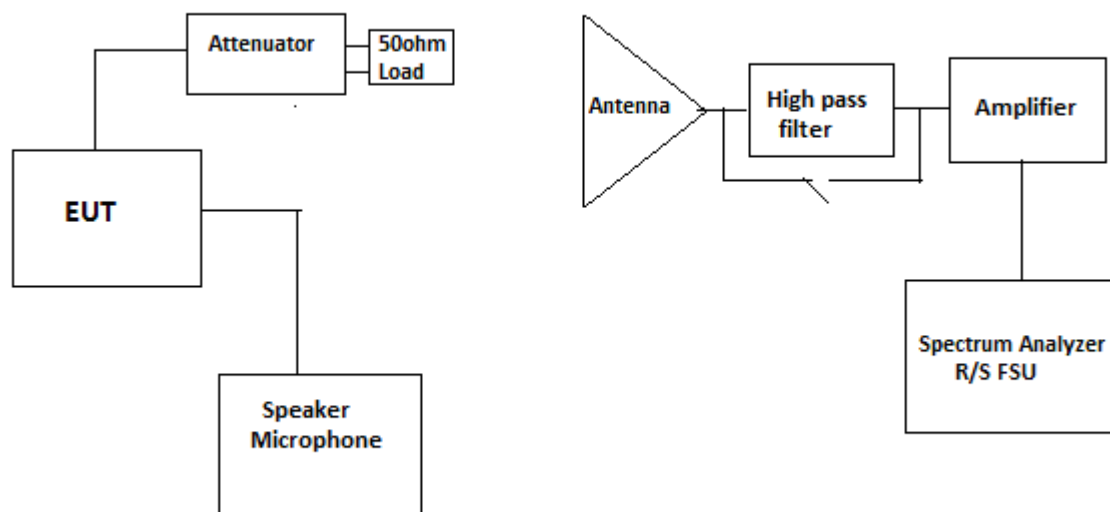 Attenuator
50ohm
Load
EUT
Speaker
Microphone
Antenna
High pass
filter
Amplifier
Spectrum Analyzer
R/S FSU